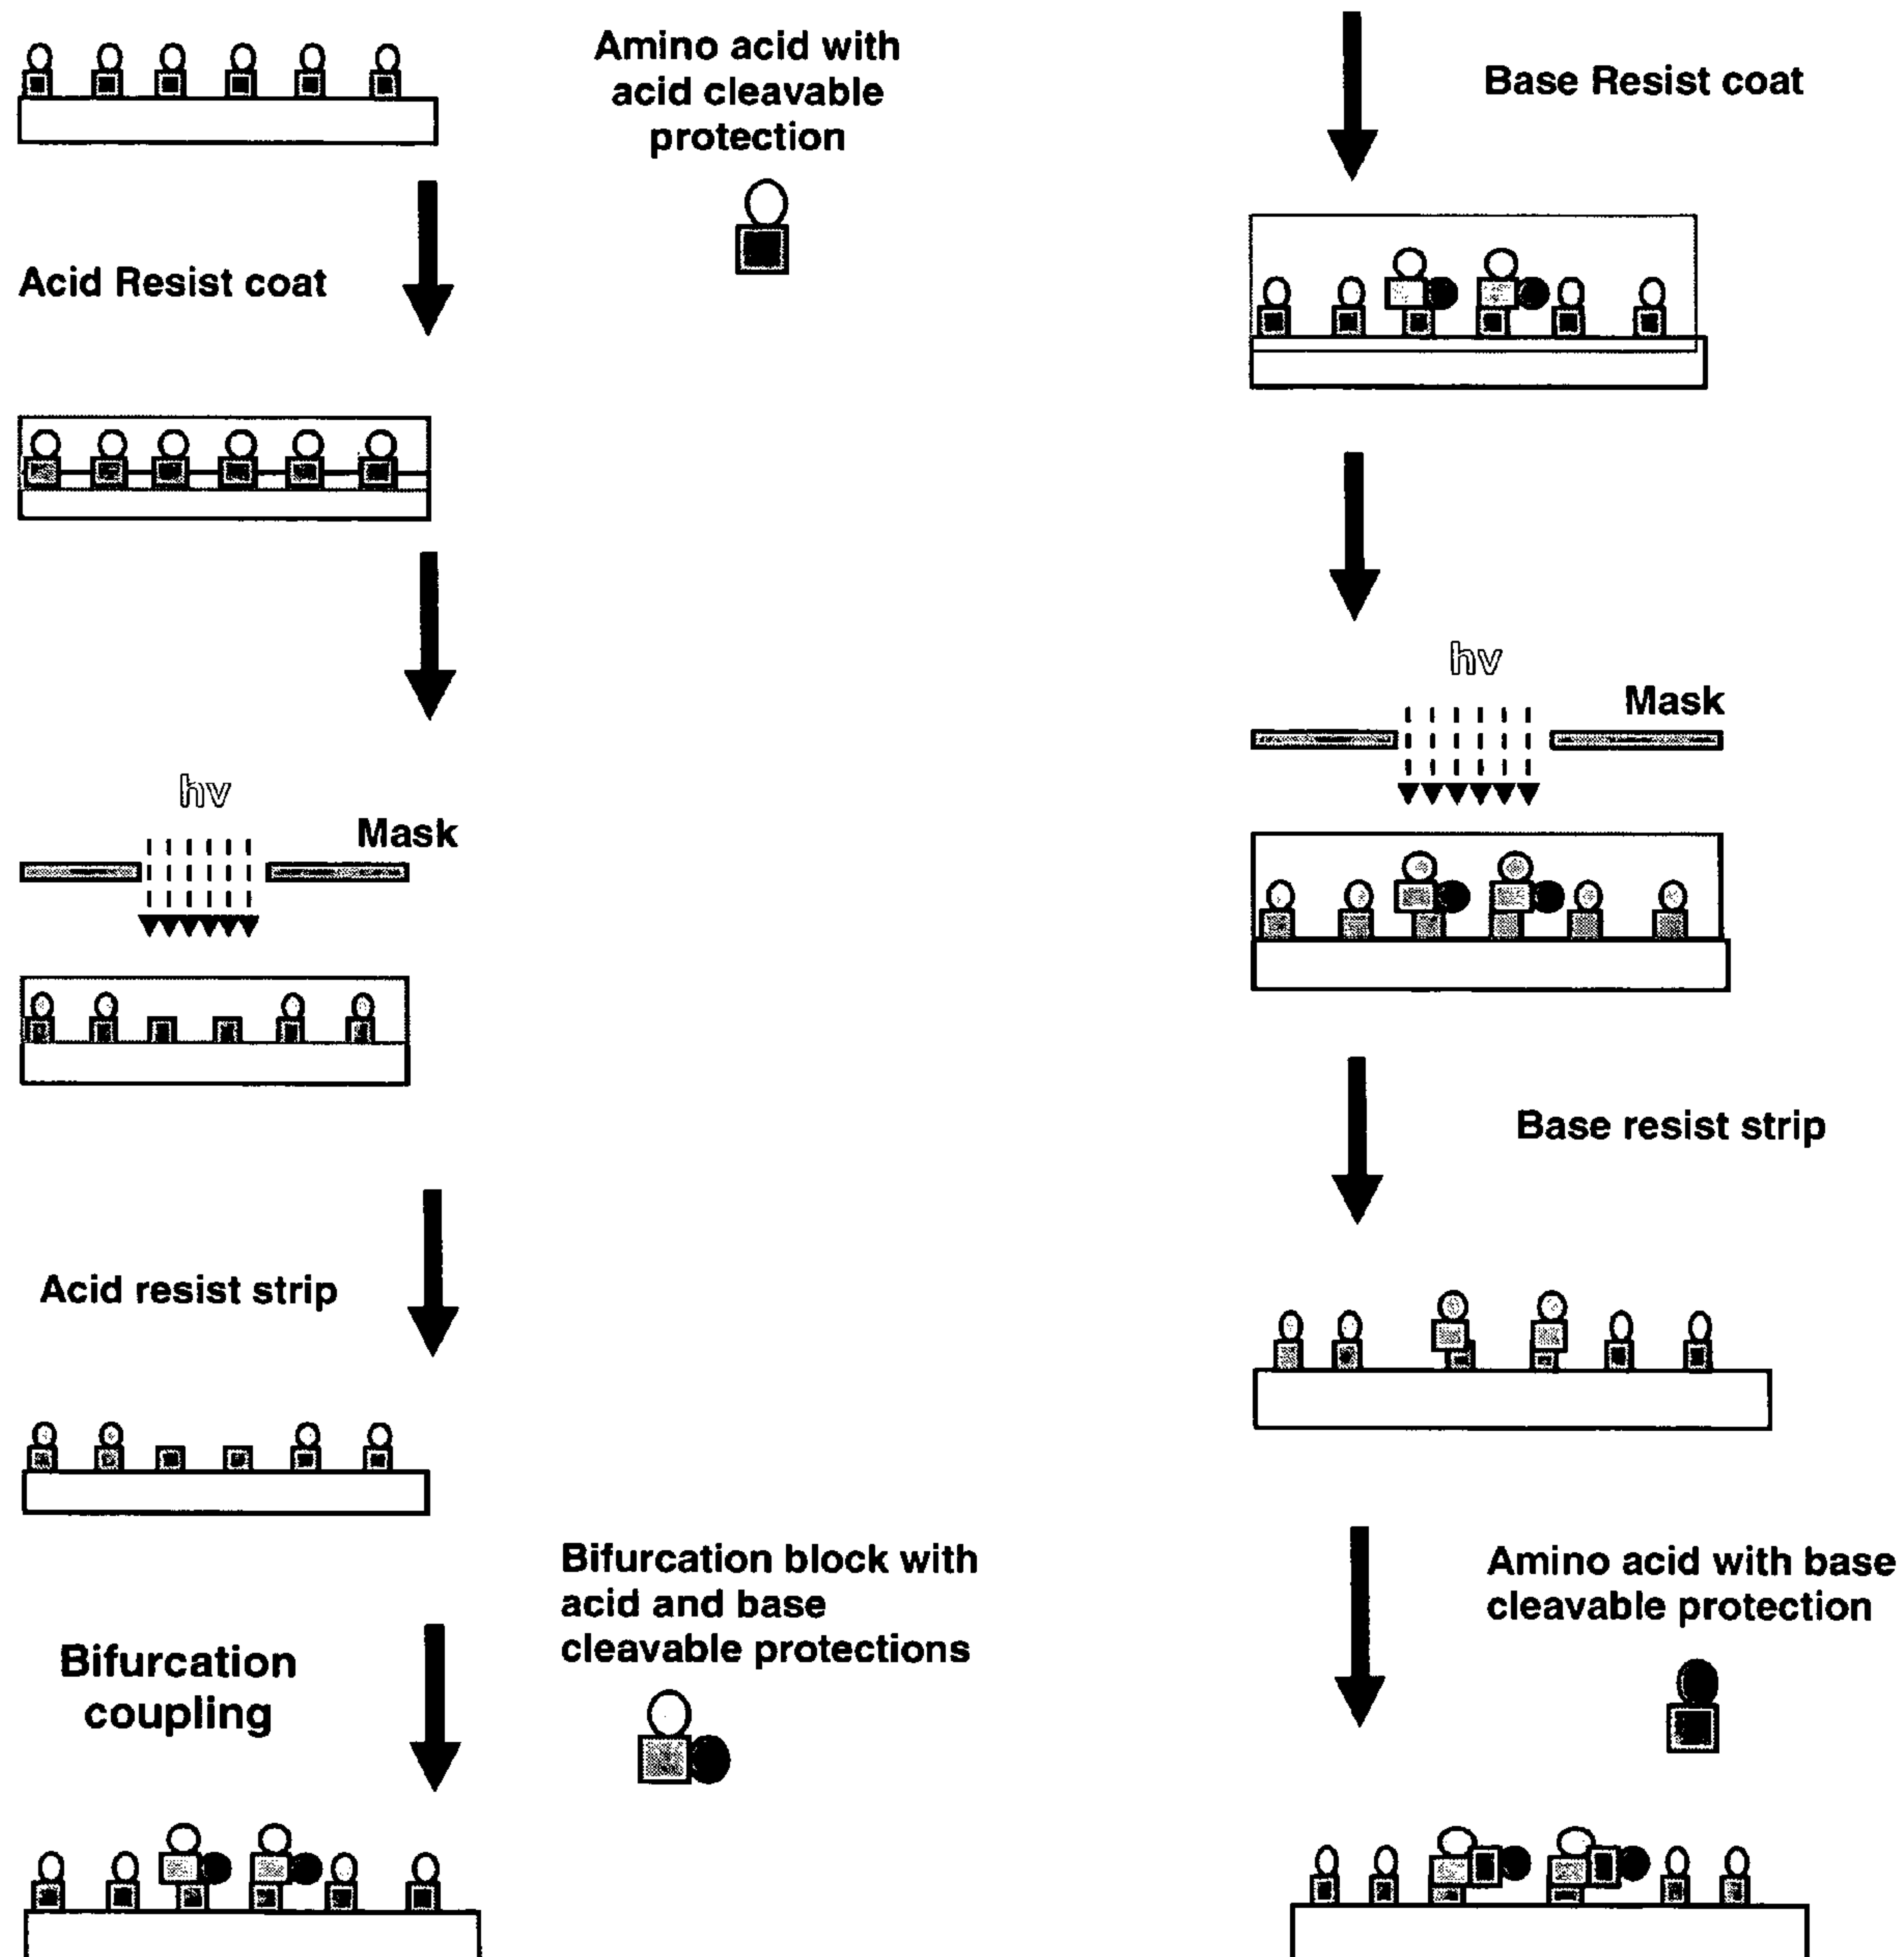 Amino acid with
acid cleavable
protection
Acid Resist coat
hv
Mask
Acid resist strip
Bifurcation
coupling
Bifurcation block with
acid and base
cleavable protections
Base Resist coat
hv
Mask
Base resist strip
Amino acid with base
cleavable protection